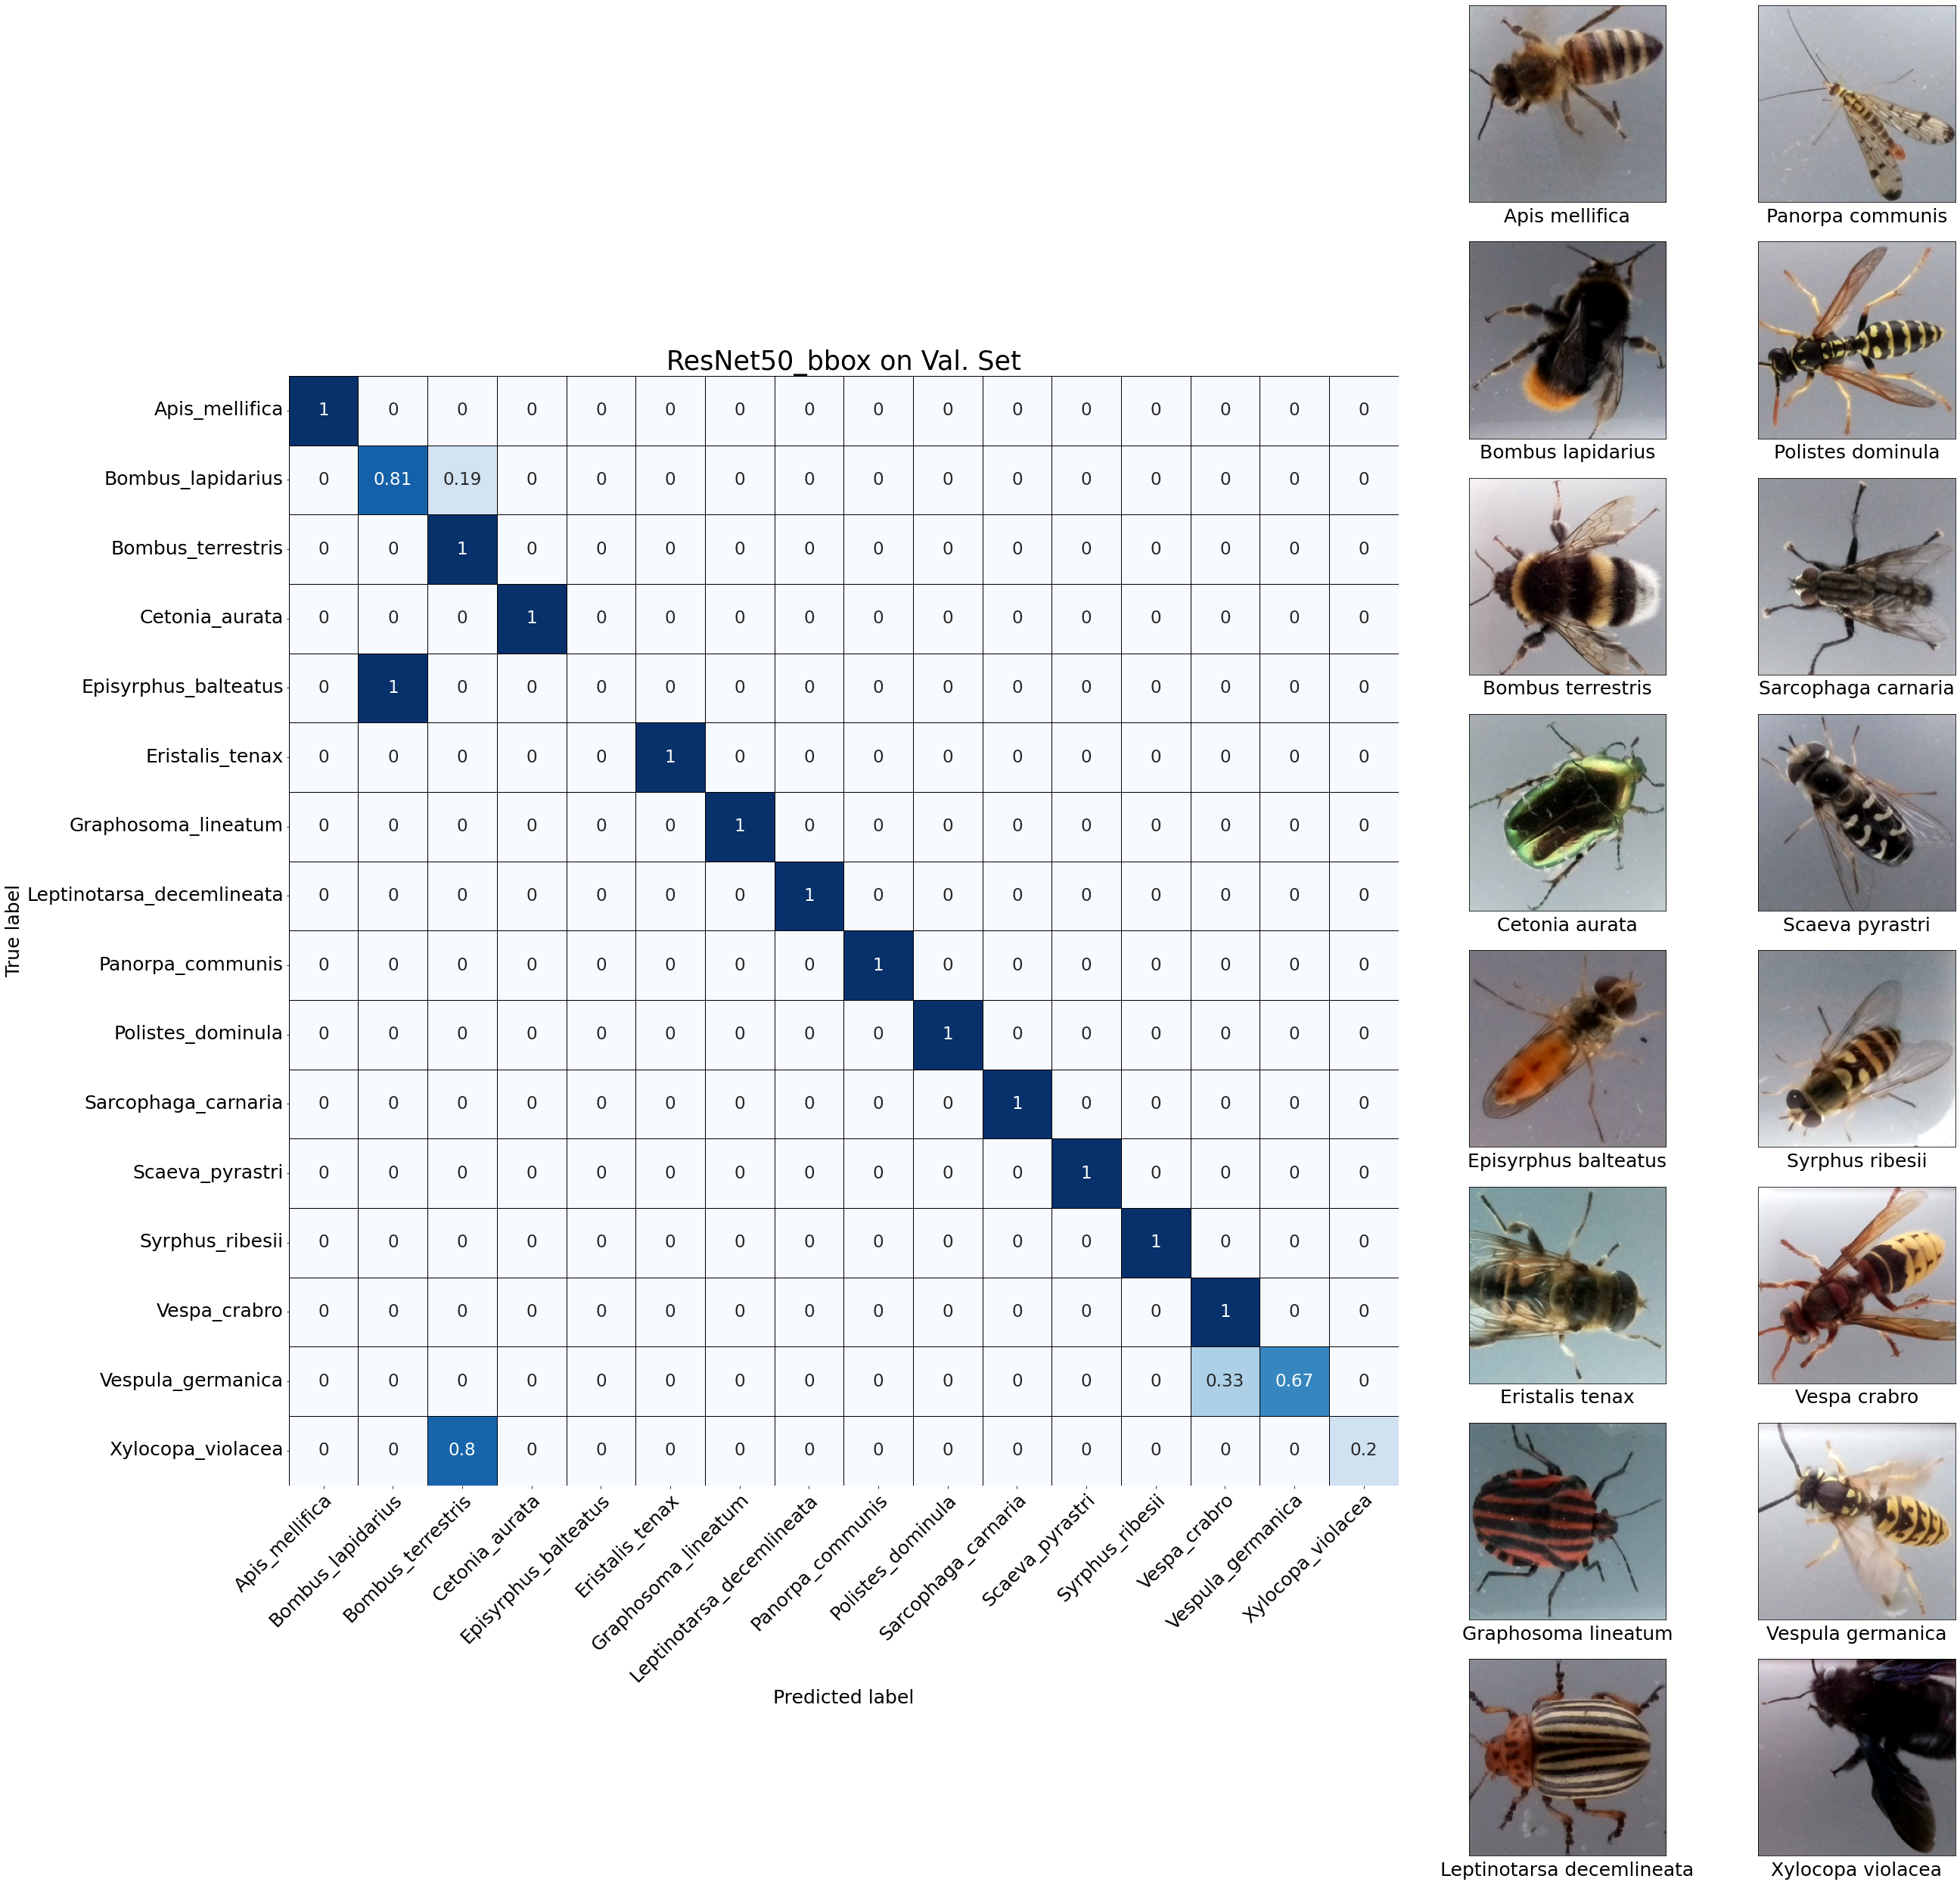 ResNet50_bbox on Val. Set
True label
Apis_mellifica 1 0 0 0 0 0 0 0 0 0 0 0 0 0 0 0
Bombus_lapidarius 0 0.81 0.19 0 0 0 0 0 0 0 0 0 0 0 0 0
Bombus_terrestris 0 0 1 0 0 0 0 0 0 0 0 0 0 0 0 0
Cetonia_aurata 0 0 0 1 0 0 0 0 0 0 0 0 0 0 0 0
Episyrphus_balteatus 0 1 0 0 0 0 0 0 0 0 0 0 0 0 0 0
Eristalis_tenax 0 0 0 0 0 1 0 0 0 0 0 0 0 0 0 0
Graphosoma_lineatum 0 0 0 0 0 0 1 0 0 0 0 0 0 0 0 0
Leptinotarsa_decemlineata 0 0 0 0 0 0 0 1 0 0 0 0 0 0 0 0
Panorpa_communis 0 0 0 0 0 0 0 0 1 0 0 0 0 0 0 0
Polistes_dominula 0 0 0 0 0 0 0 0 0 1 0 0 0 0 0 0
Sarcophaga_carnaria 0 0 0 0 0 0 0 0 0 0 1 0 0 0 0 0
Scaeva_pyrastri 0 0 0 0 0 0 0 0 0 0 0 1 0 0 0 0
Syrphus_ribesii 0 0 0 0 0 0 0 0 0 0 0 0 1 0 0 0
Vespa_crabro 0 0 0 0 0 0 0 0 0 0 0 0 0 1 0 0
Vespula_germanica 0 0 0 0 0 0 0 0 0 0 0 0 0 0.33 0.67 0
Xylocopa_violacea 0 0 0.8 0 0 0 0 0 0 0 0 0 0 0 0 0.2
Apis_mellifica
Bombus_lapidarius
Bombus_terrestris
Cetonia_aurata
Episyrphus_balteatus
Eristalis_tenax
Graphosoma_lineatum
Leptinotarsa_decemlineata
Panorpa_communis
Polistes_dominula
Sarcophaga_carnaria
Scaeva_pyrastri
Syrphus_ribesii
Vespa_crabro
Vespula_germanica
Xylocopa_violacea
Predicted label
Apis mellifica
Panorpa communis
Bombus lapidarius
Polistes dominula
Bombus terrestris
Sarcophaga carnaria
Cetonia aurata
Scaeva pyrastri
Episyrphus balteatus
Syrphus ribesii
Eristalis tenax
Vespa crabro
Graphosoma lineatum
Vespula germanica
Leptinotarsa decemlineata
Xylocopa violacea